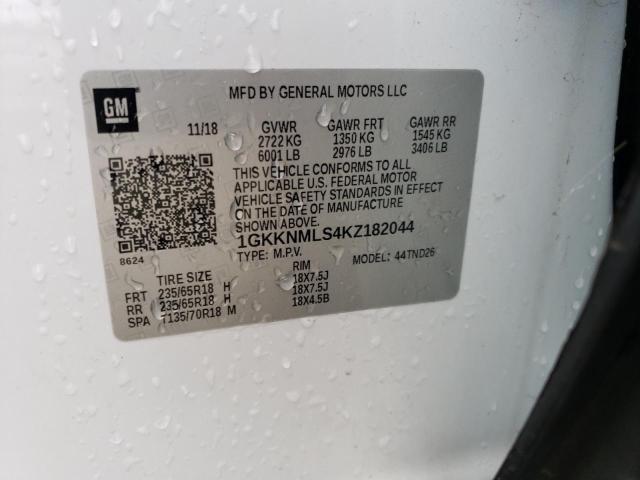 GM
MFD BY GENERAL MOTORS LLC
11/18 GVWR GAWR FRT GAWR RR
2722 KG 1350 KG 1545 KG
6001 LB 2976 LB 3406 LB
THIS VEHICLE CONFORMS TO ALL
APPLICABLE U.S. FEDERAL MOTOR
VEHICLE SAFETY STANDARDS IN EFFECT
ON THE DATE OF MANUFACTURE
SHOWN ABOVE.
1GKKNMLS4KZ182044
8624 TYPE: M.P.V. MODEL: 44TND26
TIRE SIZE RIM
FRT 235/65R18 H 18X7.5J
RR 235/65R18 H 18X7.5J
SPA T135/70R18 M 18X4.5B